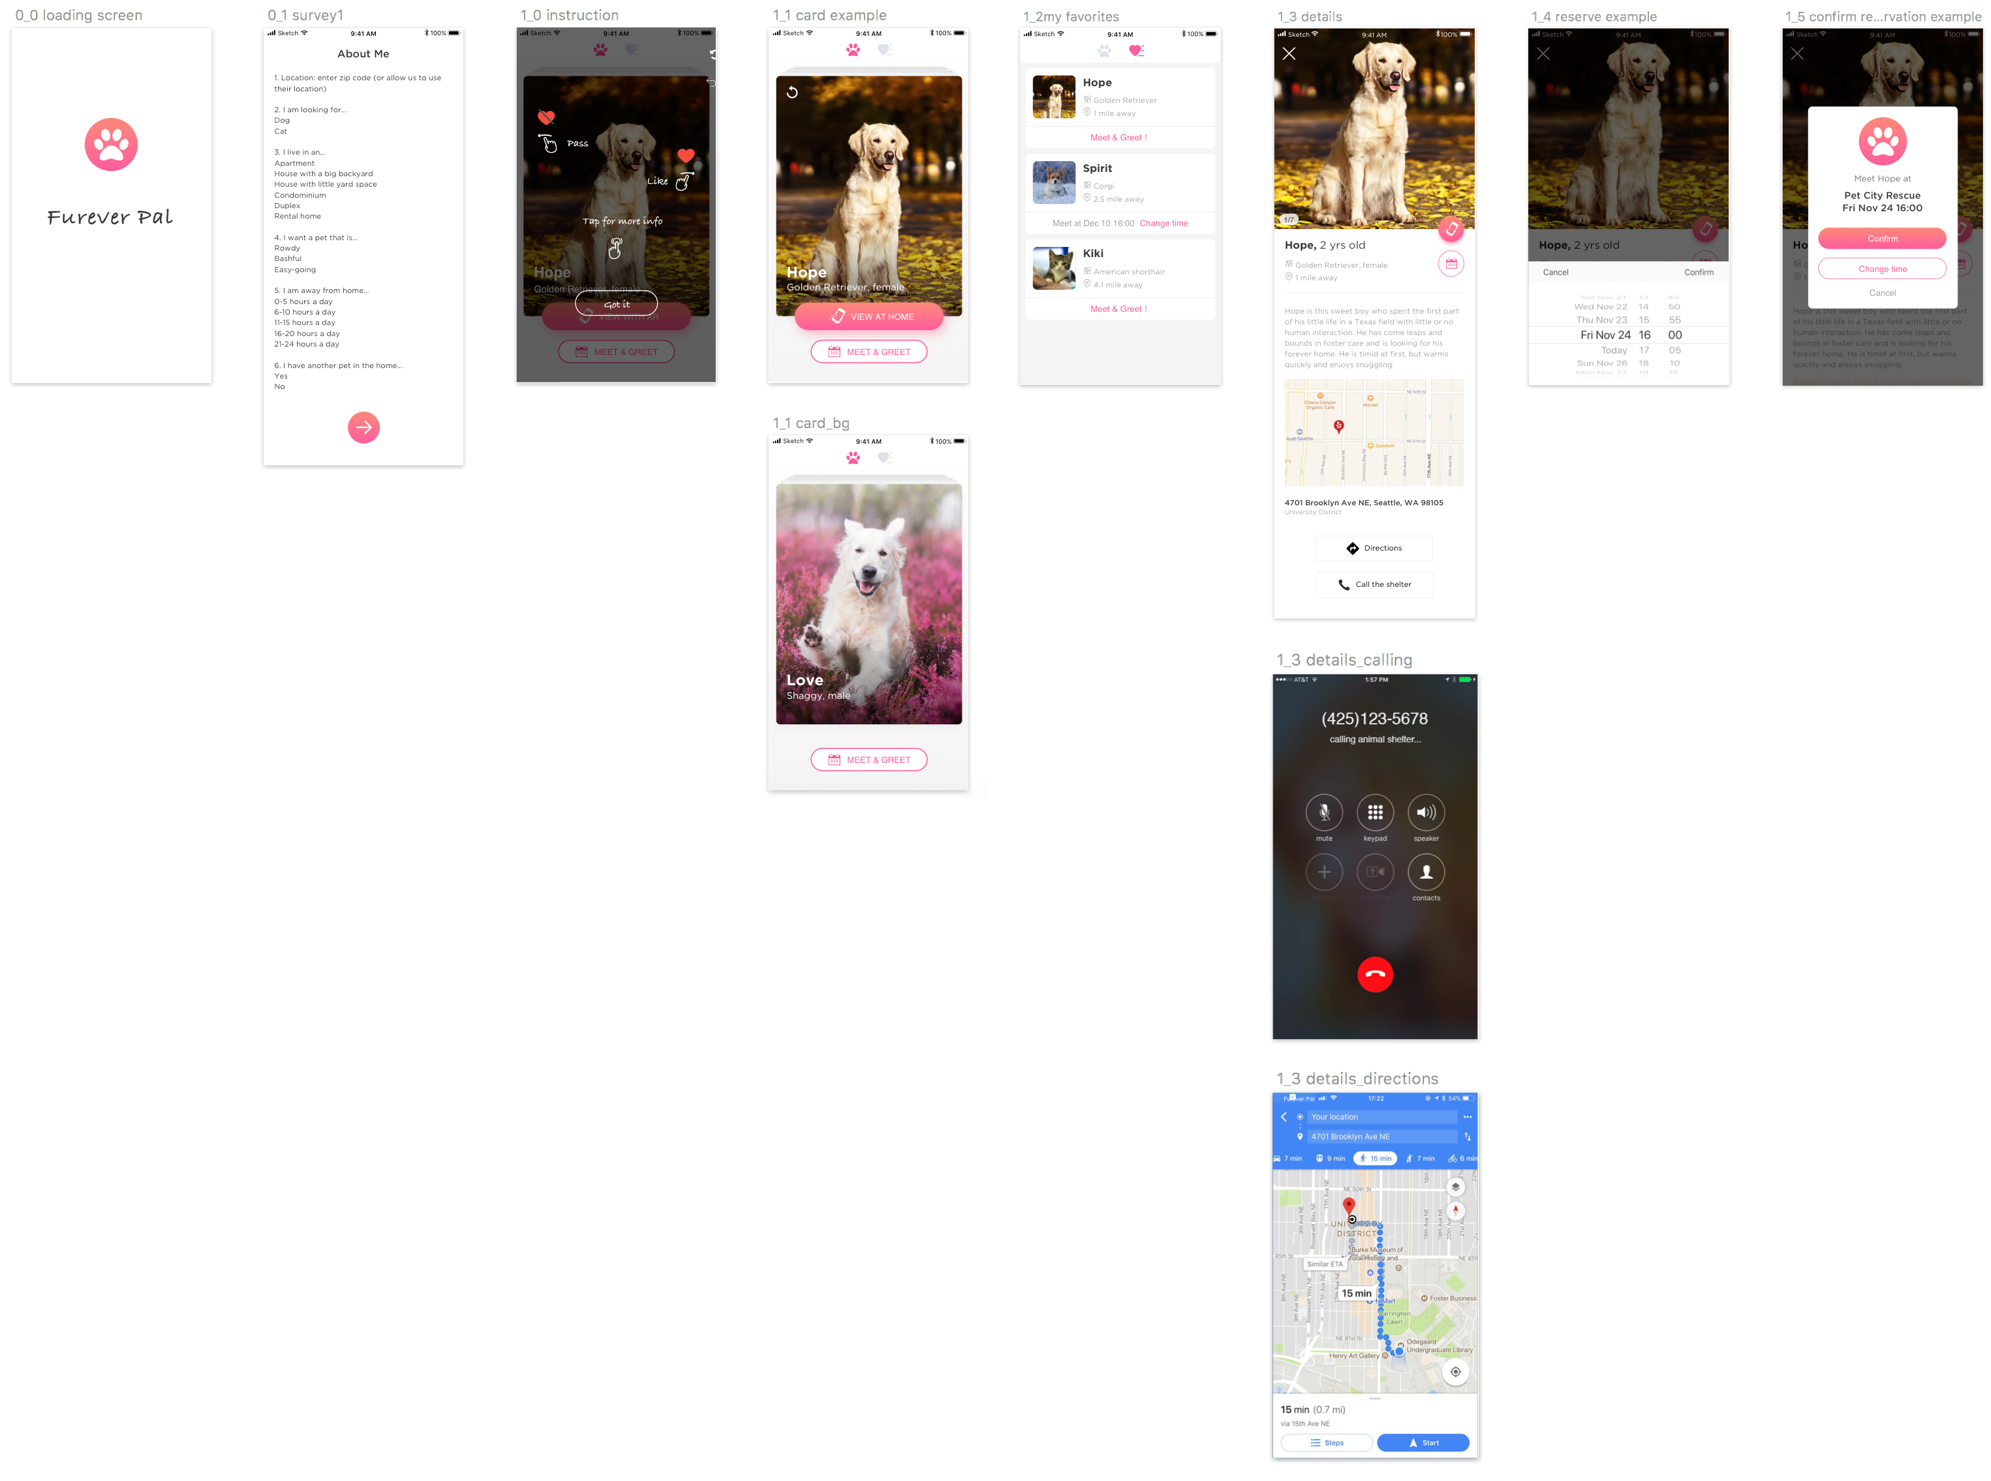 0_0 loading screen
Furever Pal
0_1 survey1
Sketch 9:41 AM 100%
About Me
1. Location: enter zip code (or allow us to use
their location)
2. I am looking for...
Dog
Cat
3. I live in an...
Apartment
House with a big backyard
House with little yard space
Condominium
Duplex
Rental home
4. I want a pet that is...
Rowdy
Bashful
Easy-going
5. I am away from home...
0-5 hours a day
6-10 hours a day
11-15 hours a day
16-20 hours a day
21-24 hours a day
6. I have another pet in the home...
Yes
No
1_0 instruction
Sketch 9:41 AM 100%
Pass
Like
Tap for more info
Hope
Golden Retriever, female
Got it
VIEW WITH AR
MEET & GREET
1_1 card example
Sketch 9:41 AM 100%
Hope
Golden Retriever, female
VIEW AT HOME
MEET & GREET
1_1 card_bg
Sketch 9:41 AM 100%
Love
Shaggy, male
MEET & GREET
1_2my favorites
Sketch 9:41 AM 100%
Hope
Golden Retriever
1 mile away
Meet & Greet !
Spirit
Corgi
2.5 mile away
Meet at Dec 10 16:00 Change time
Kiki
American shorthair
4.1 mile away
Meet & Greet !
1_3 details
Sketch 9:41 AM 100%
1/7
Hope, 2 yrs old
Golden Retriever, female
1 mile away
Hope is this sweet boy who spent the first part
of his little life in a Texas field with little or no
human interaction. He has come leaps and
bounds in foster care and is looking for his
forever home. He is timid at first, but warms
quickly and enjoys snuggling.
4701 Brooklyn Ave NE, Seattle, WA 98105
University District
Directions
Call the shelter
1_3 details_calling
AT&T 1:57 PM
(425)123-5678
calling animal shelter...
mute keypad speaker
contacts
1_3 details_directions
Furever Pal 17:22 54%
Your location
4701 Brooklyn Ave NE
7 min 9 min 15 min 7 min 6 min
NE 50th St
UNIVERSITY
DISTRICT
Burke Museum of
45th St
Similar ETA
15 min
Foster Business
NE 41st St
Odegaard
Undergraduate Library
Henry Art Gallery
15 min (0.7 mi)
via 15th Ave NE
Steps Start
1_4 reserve example
Sketch 9:41 AM 100%
Hope, 2 yrs old
Cancel Confirm
Tue Nov 21 13 45
Wed Nov 22 14 50
Thu Nov 23 15 55
Fri Nov 24 16 00
Today 17 05
Sun Nov 26 18 10
Mon Nov 27 19 15
1_5 confirm re...rvation example
Sketch 9:41 AM 100%
Meet Hope at
Pet City Rescue
Fri Nov 24 16:00
Confirm
Change time
Cancel
Hope is this sweet boy who spent the first part
of his little life in a Texas field with little or no
human interaction. He has come leaps and
bounds in foster care and is looking for his
forever home. He is timid at first, but warms
quickly and enjoys snuggling.